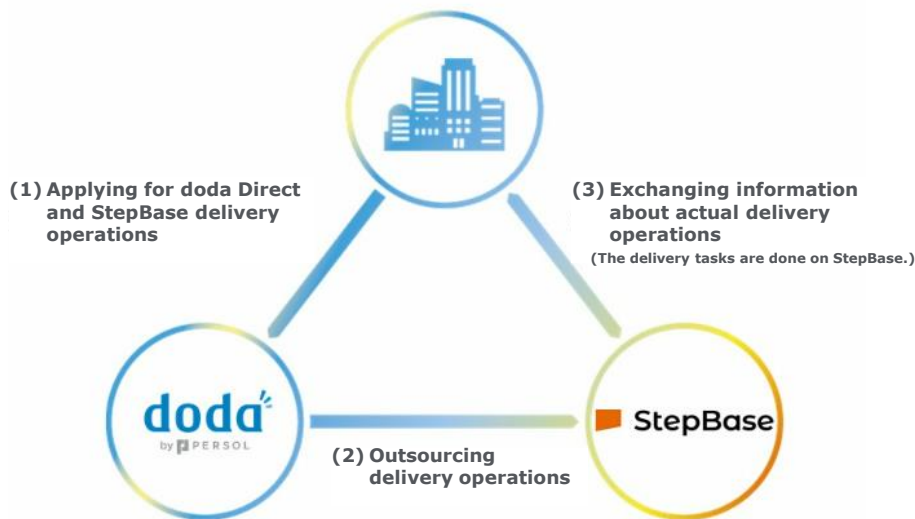 (1) Applying for doda Direct
and StepBase delivery
operations
(3) Exchanging information
about actual delivery
operations
(The delivery tasks are done on StepBase.)
doda
by PERSOL
StepBase
(2) Outsourcing
delivery operations